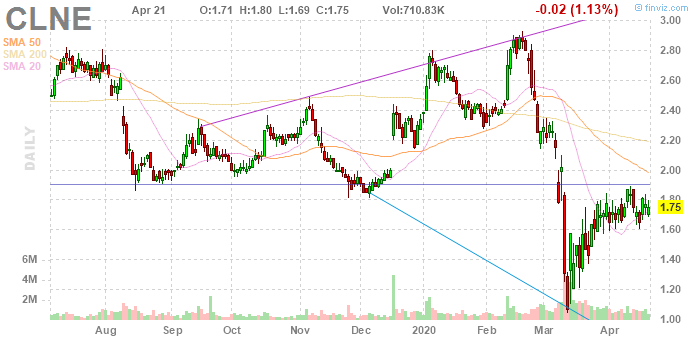 CLNE Apr 21 O:1.71 H:1.80 L:1.69 C:1.75 Vol:710.83K -0.02 (1.13%) © finviz.com
SMA 50
SMA 200
SMA 20
DAILY
3.00
2.80
2.60
2.40
2.20
2.00
1.80
1.75
1.60
1.40
1.20
1.00
6M
4M
2M
Aug Sep Oct Nov Dec 2020 Feb Mar Apr